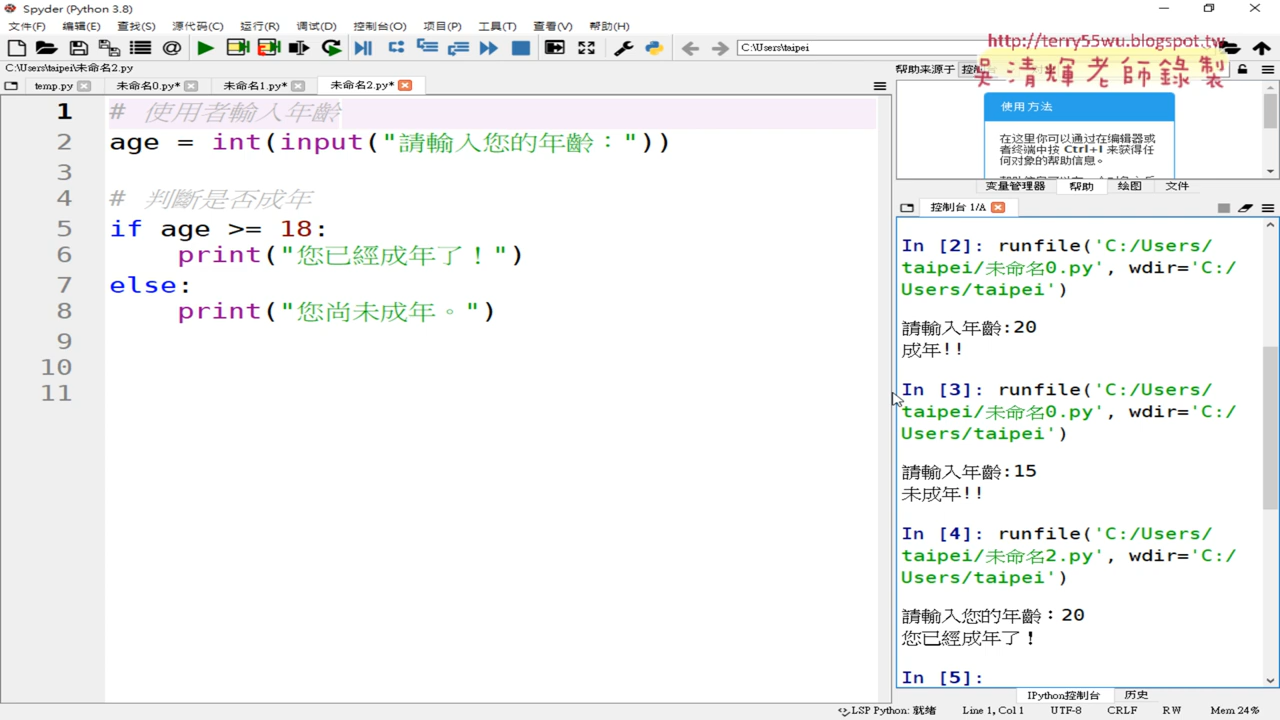 Spyder (Python 3.8)
文件(F) 编辑(E) 查找(S) 源代码(C) 运行(R) 调试(D) 控制台(O) 项目(P) 工具(T) 查看(V) 帮助(H)
C:\Users\taipei
http://terry55wu.blogspot.tw
吳清輝老師錄製
C:\Users\taipei\未命名2.py
temp.py 未命名0.py* 未命名1.py* 未命名2.py*
帮助来源于
1 # 使用者輸入年齡
2 age = int(input("請輸入您的年齡："))
3
4 # 判斷是否成年
5 if age >= 18:
6 print("您已經成年了！")
7 else:
8 print("您尚未成年。")
9
10
11
使用方法
在这里你可以通过在编辑器或
者终端中按 Ctrl+I 来获得任
何对象的帮助信息。
变量管理器 帮助 绘图 文件
控制台 1/A
In [2]: runfile('C:/Users/
taipei/未命名0.py', wdir='C:/
Users/taipei')
請輸入年齡:20
成年!!
In [3]: runfile('C:/Users/
taipei/未命名0.py', wdir='C:/
Users/taipei')
請輸入年齡:15
未成年!!
In [4]: runfile('C:/Users/
taipei/未命名2.py', wdir='C:/
Users/taipei')
請輸入您的年齡：20
您已經成年了！
In [5]:
IPython控制台 历史
LSP Python: 就绪 Line 1, Col 1 UTF-8 CRLF RW Mem 24%